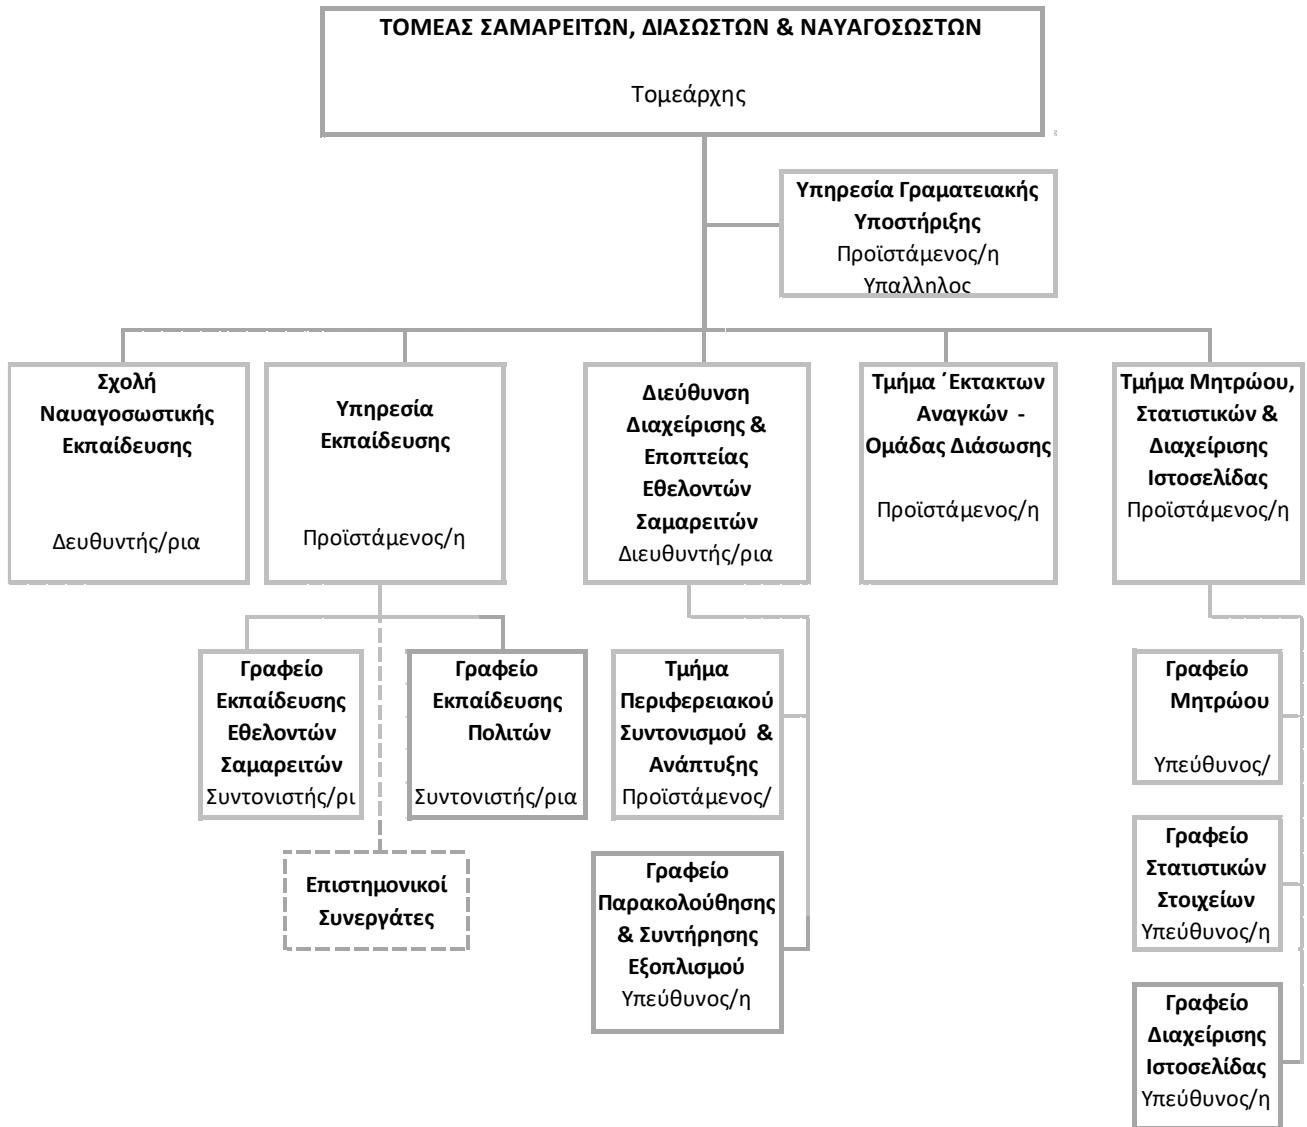 ΤΟΜΕΑΣ ΣΑΜΑΡΕΙΤΩΝ, ΔΙΑΣΩΣΤΩΝ & ΝΑΥΑΓΟΣΩΣΤΩΝ
Τομεάρχης
Υπηρεσία Γραματειακής
Υποστήριξης
Προϊστάμενος/η
Υπαλληλος
Σχολή
Ναυαγοσωστικής
Εκπαίδευσης
Δευθυντής/ρια
Υπηρεσία
Εκπαίδευσης
Προϊστάμενος/η
Διεύθυνση
Διαχείρισης &
Εποπτείας
Εθελοντών
Σαμαρειτών
Διευθυντής/ρια
Τμήμα ΄Εκτακτων
Αναγκών -
Ομάδας Διάσωσης
Προϊστάμενος/η
Τμήμα Μητρώου,
Στατιστικών &
Διαχείρισης
Ιστοσελίδας
Προϊστάμενος/η
Γραφείο
Εκπαίδευσης
Εθελοντών
Σαμαρειτών
Συντονιστής/ρι
Γραφείο
Εκπαίδευσης
Πολιτών
Συντονιστής/ρια
Επιστημονικοί
Συνεργάτες
Τμήμα
Περιφερειακού
Συντονισμού &
Ανάπτυξης
Προϊστάμενος/
Γραφείο
Παρακολούθησης
& Συντήρησης
Εξοπλισμού
Υπεύθυνος/η
Γραφείο
Μητρώου
Υπεύθυνος/
Γραφείο
Στατιστικών
Στοιχείων
Υπεύθυνος/η
Γραφείο
Διαχείρισης
Ιστοσελίδας
Υπεύθυνος/η